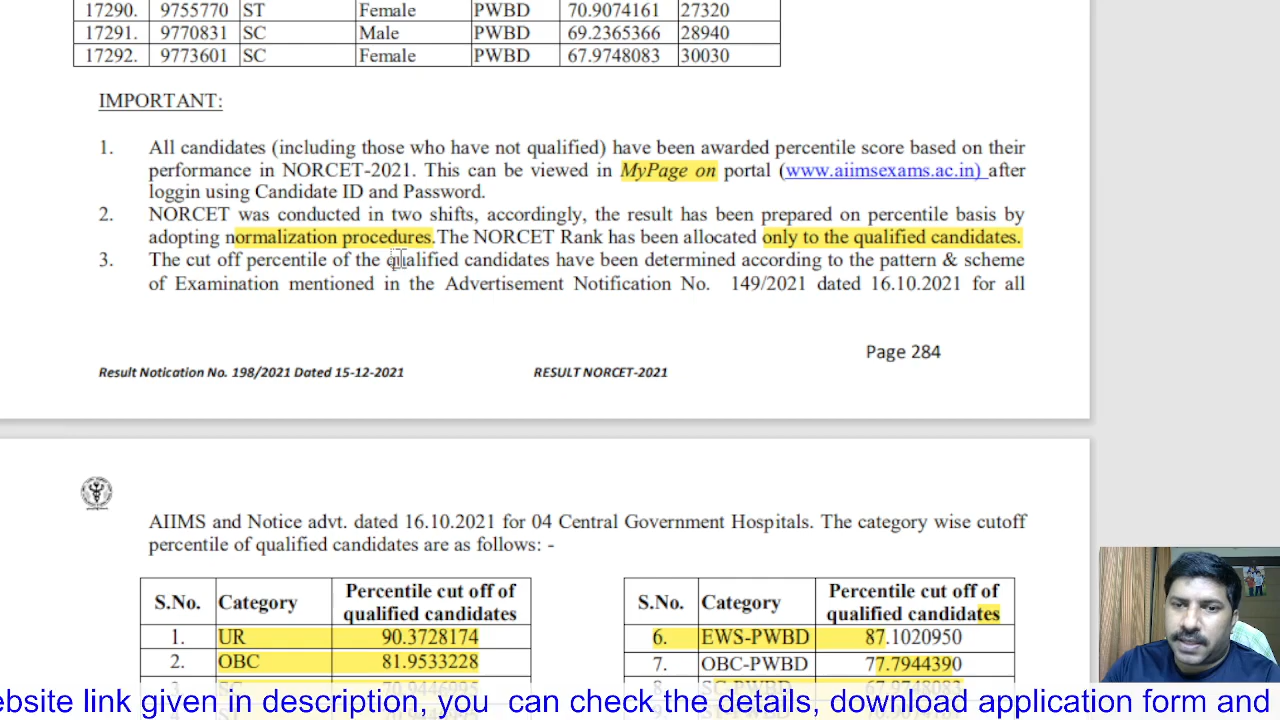 17290. 9755770 ST Female PWBD 70.9074161 27320
17291. 9770831 SC Male PWBD 69.2365366 28940
17292. 9773601 SC Female PWBD 67.9748083 30030
IMPORTANT:
1. All candidates (including those who have not qualified) have been awarded percentile score based on their
performance in NORCET-2021. This can be viewed in MyPage on portal (www.aiimsexams.ac.in) after
loggin using Candidate ID and Password.
2. NORCET was conducted in two shifts, accordingly, the result has been prepared on percentile basis by
adopting normalization procedures.The NORCET Rank has been allocated only to the qualified candidates.
3. The cut off percentile of the qualified candidates have been determined according to the pattern & scheme
of Examination mentioned in the Advertisement Notification No. 149/2021 dated 16.10.2021 for all
Page 284
Result Notication No. 198/2021 Dated 15-12-2021 RESULT NORCET-2021
AIIMS and Notice advt. dated 16.10.2021 for 04 Central Government Hospitals. The category wise cutoff
percentile of qualified candidates are as follows: -
S.No. Category Percentile cut off of qualified candidates
1. UR 90.3728174
2. OBC 81.9533228
3. SC 70.9446995
S.No. Category Percentile cut off of qualified candidates
6. EWS-PWBD 87.1020950
7. OBC-PWBD 77.7944390
8. SC-PWBD 67.9748083
ebsite link given in description, you can check the details, download application form and